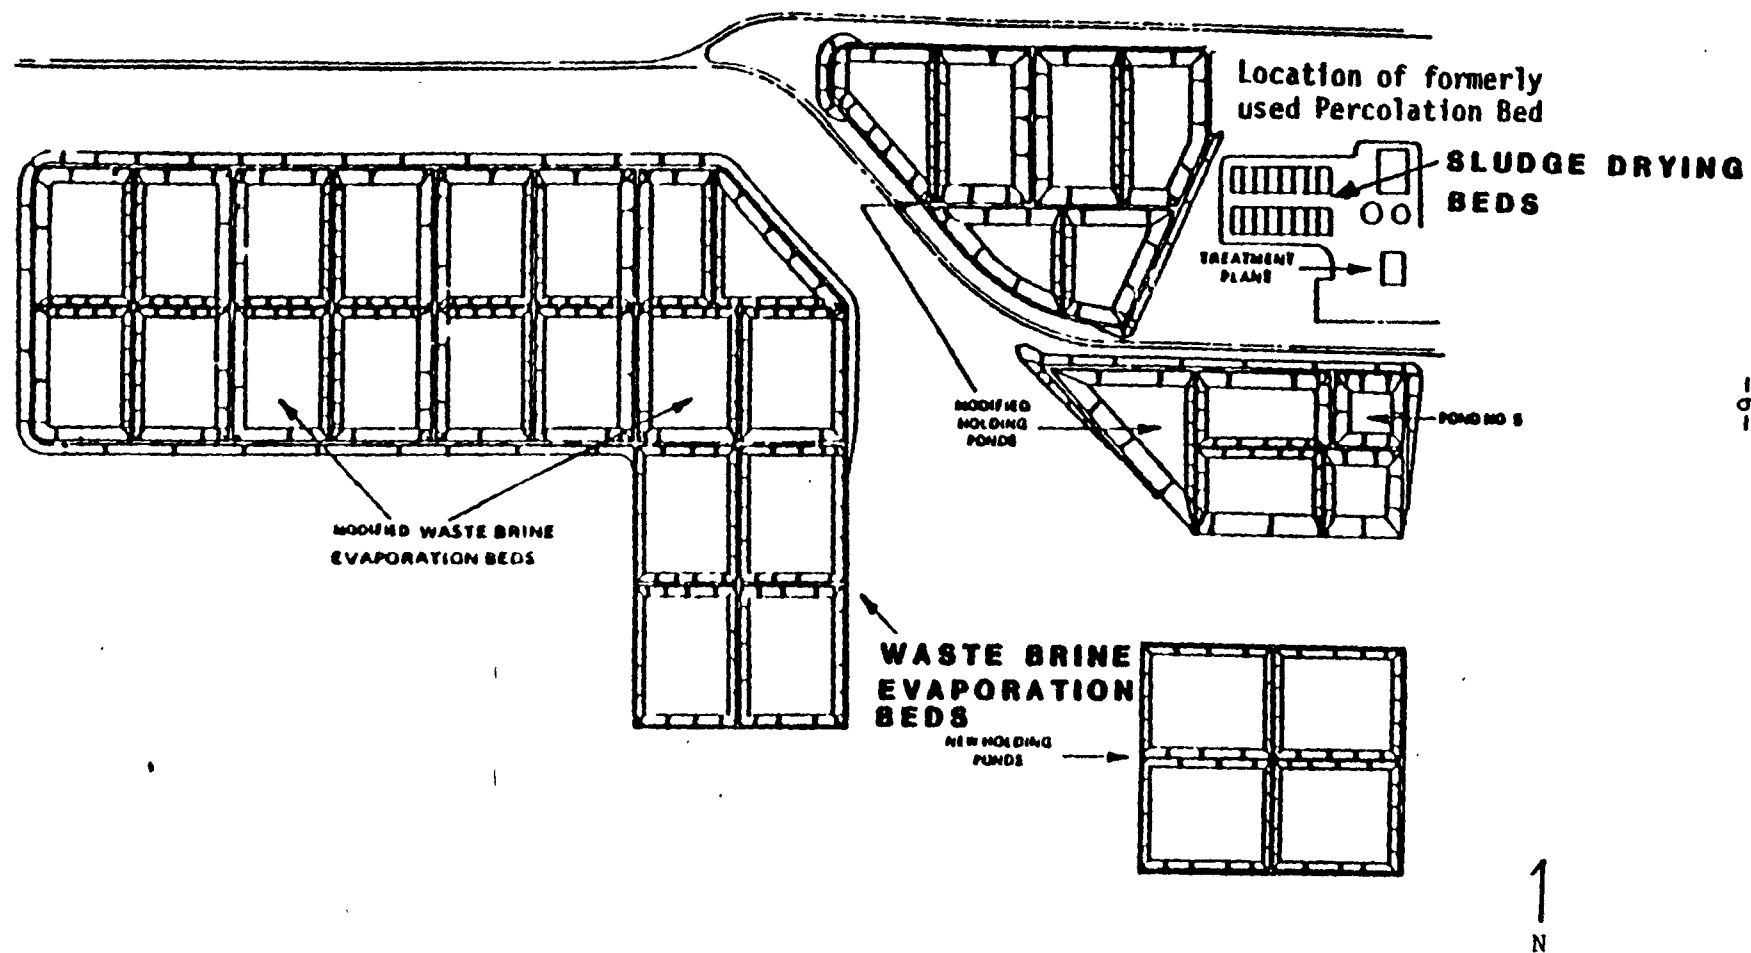 Location of formerly
used Percolation Bed
SLUDGE DRYING
BEDS
TREATMENT
PLANT
MODIFIED
HOLDING
PONDS
POND NO 5
-9-
MODIFIED WASTE BRINE
EVAPORATION BEDS
WASTE BRINE
EVAPORATION
BEDS
NEW HOLDING
PONDS
N